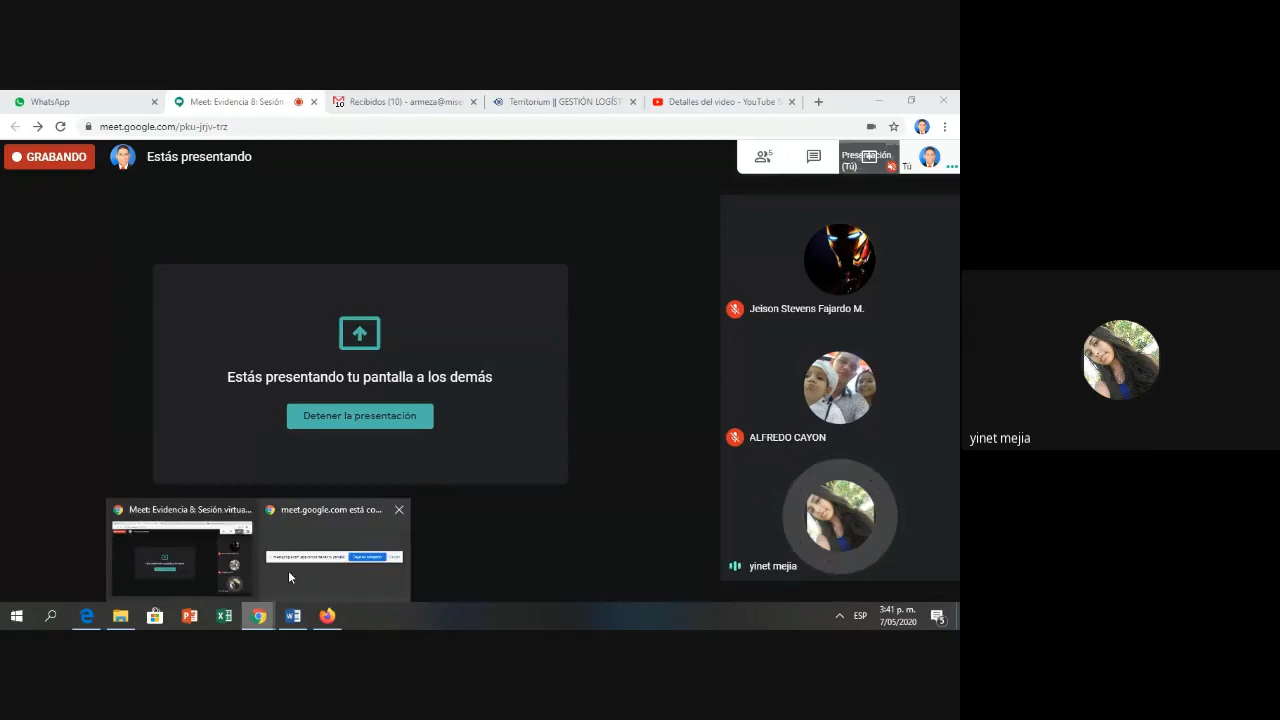 WhatsApp
Meet: Evidencia 8: Sesión
10
Recibidos (10) - armeza@mise
Territorium || GESTIÓN LOGÍST
Detalles del video - YouTube S
meet.google.com/pku-jrjv-trz
GRABANDO
Estás presentando
5
Presentación
(Tú)
Tú
Jeison Stevens Fajardo M.
Estás presentando tu pantalla a los demás
Detener la presentación
ALFREDO CAYON
yinet mejia
yinet mejia
Meet: Evidencia 8: Sesión virtua...
meet.google.com está co...
ESP
3:41 p. m.
7/05/2020
5